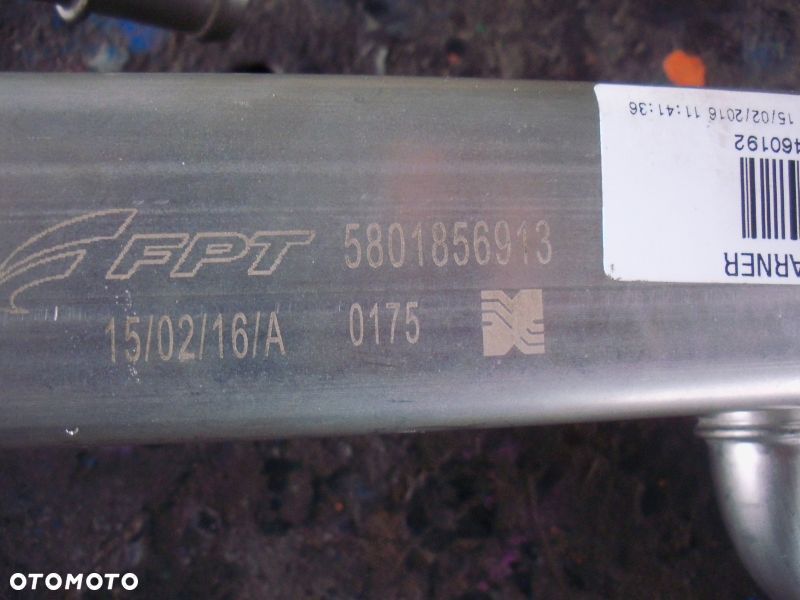 FPT 5801856913
15/02/16/A 0175
15/02/2016 11:41:36
460192
ARNER
OTOMOTO